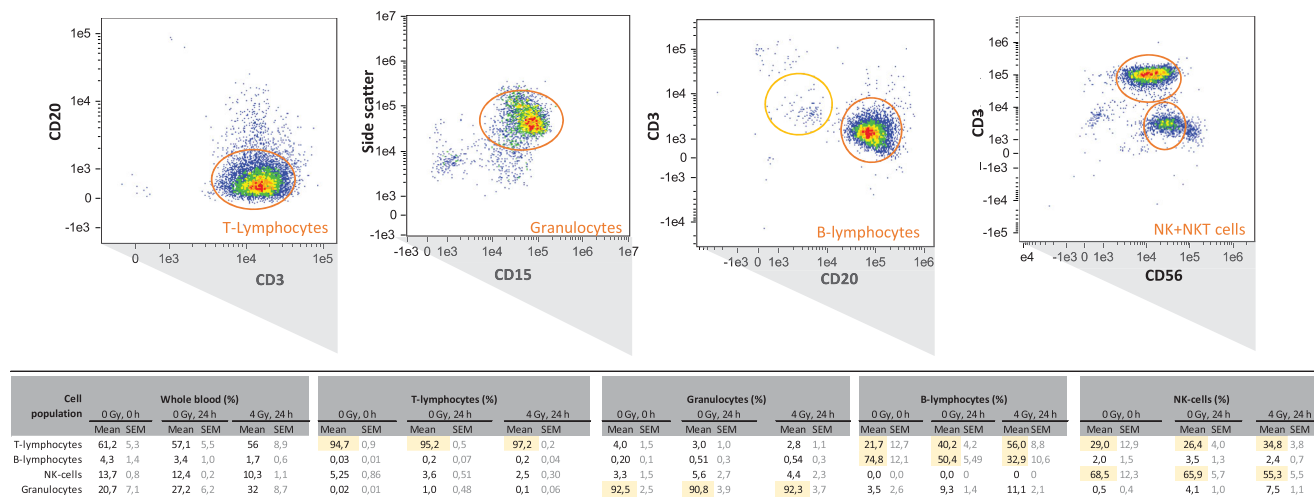 CD20
1e5
1e4
1e3
0
-1e3
T-Lymphocytes
0 1e3 1e4 1e5
CD3
Side scatter
1e7
1e6
1e5
1e4
1e3
0
-1e3
Granulocytes
-1e3 0 1e3 1e4 1e5 1e6 1e7
CD15
CD3
1e5
1e4
1e3
0
-1e3
-1e4
B-lymphocytes
-1e3 0 1e3 1e4 1e5 1e6
CD20
CD3
1e6
1e5
1e4
1e3
0
-1e3
-1e4
-1e5
NK+NKT cells
e4 -1e3 0 1e3 1e4 1e5 1e6
CD56
Cell population Whole blood (%) T-lymphocytes (%) Granulocytes (%) B-lymphocytes (%) NK-cells (%)
0 Gy, 0 h 0 Gy, 24 h 4 Gy, 24 h 0 Gy, 0 h 0 Gy, 24 h 4 Gy, 24 h 0 Gy, 0 h 0 Gy, 24 h 4 Gy, 24 h 0 Gy, 0 h 0 Gy, 24 h 4 Gy, 24 h 0 Gy, 0 h 0 Gy, 24 h 4 Gy, 24 h
Mean SEM Mean SEM Mean SEM Mean SEM Mean SEM Mean SEM Mean SEM Mean SEM Mean SEM Mean SEM Mean SEM Mean SEM Mean SEM Mean SEM Mean SEM
T-lymphocytes 61,2 5,3 57,1 5,5 56 8,9 94,7 0,9 95,2 0,5 97,2 0,2 4,0 1,5 3,0 1,0 2,8 1,1 21,7 12,7 40,2 4,2 56,0 8,8 29,0 12,9 26,4 4,0 34,8 3,8
B-lymphocytes 4,3 1,4 3,4 1,0 1,7 0,6 0,03 0,01 0,2 0,07 0,2 0,04 0,20 0,1 0,51 0,3 0,54 0,3 74,8 12,1 50,4 5,49 32,9 10,6 2,0 1,5 3,5 1,3 2,4 0,7
NK-cells 13,7 0,8 12,4 0,2 10,3 1,1 5,25 0,86 3,6 0,51 2,5 0,30 3,3 1,5 5,6 2,7 4,4 2,3 0,0 0,0 0,0 0 0 0 68,5 12,3 65,9 5,7 55,3 5,5
Granulocytes 20,7 7,1 27,2 6,2 32 8,7 0,02 0,01 1,0 0,48 0,1 0,06 92,5 2,5 90,8 3,9 92,3 3,7 3,5 2,6 9,3 1,4 11,1 2,1 0,5 0,4 4,1 1,0 7,5 1,1